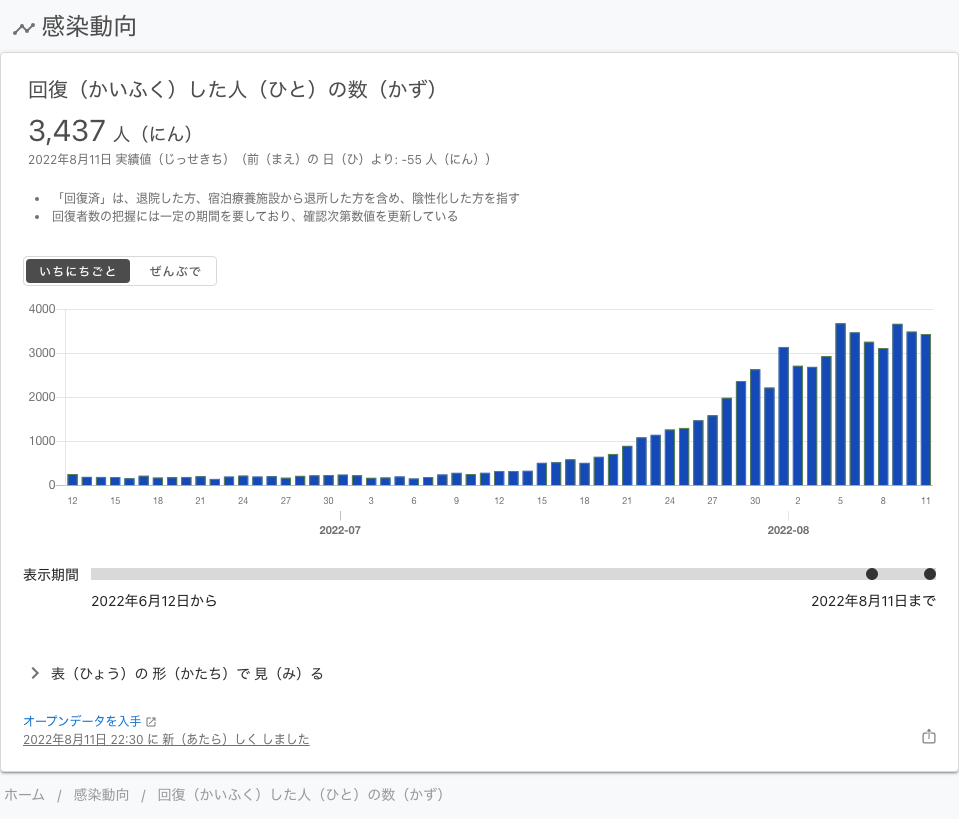 感染動向
回復（かいふく）した人（ひと）の数（かず）
3,437 人（にん）
2022年8月11日 実績値（じっせきち）（前（まえ）の 日（ひ）より: -55 人（にん））
「回復済」は、退院した方、宿泊療養施設から退所した方を含め、陰性化した方を指す
回復者数の把握には一定の期間を要しており、確認次第数値を更新している
いちにちごと ぜんぶで
4000
3000
2000
1000
0
12 15 18 21 24 27 30 3 6 9 12 15 18 21 24 27 30 2 5 8 11
2022-07 2022-08
表示期間
2022年6月12日から 2022年8月11日まで
表（ひょう）の 形（かたち）で 見（み）る
オープンデータを入手
2022年8月11日 22:30 に 新（あたら）しく しました
ホーム / 感染動向 / 回復（かいふく）した人（ひと）の数（かず）